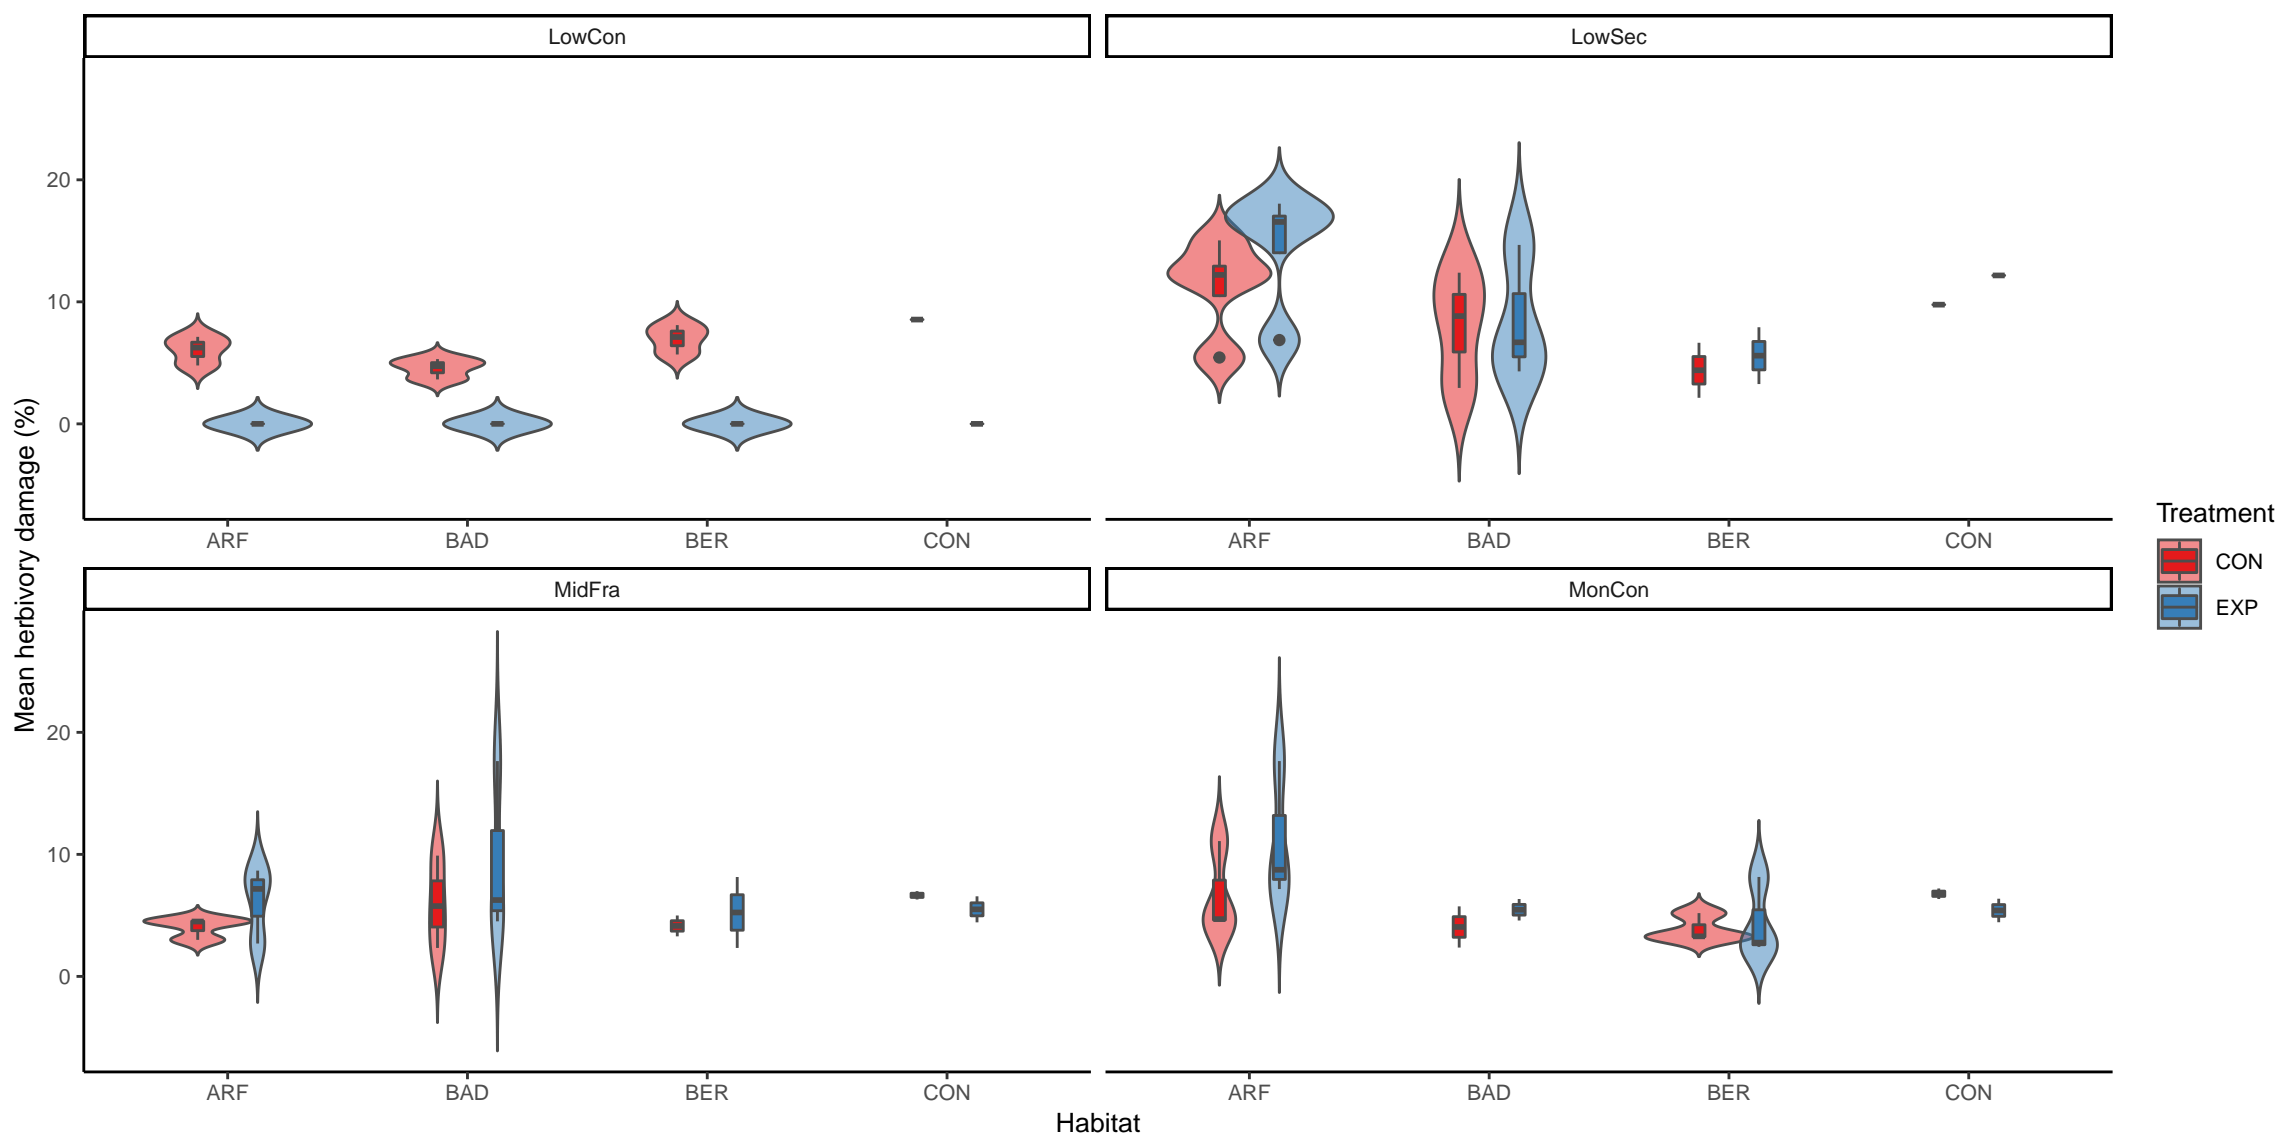 LowCon
LowSec
20
10
0
ARF BAD BER CON
ARF BAD BER CON
Mean herbivory damage (%)
MidFra
MonCon
20
10
0
ARF BAD BER CON
ARF BAD BER CON
Habitat
Treatment
CON
EXP